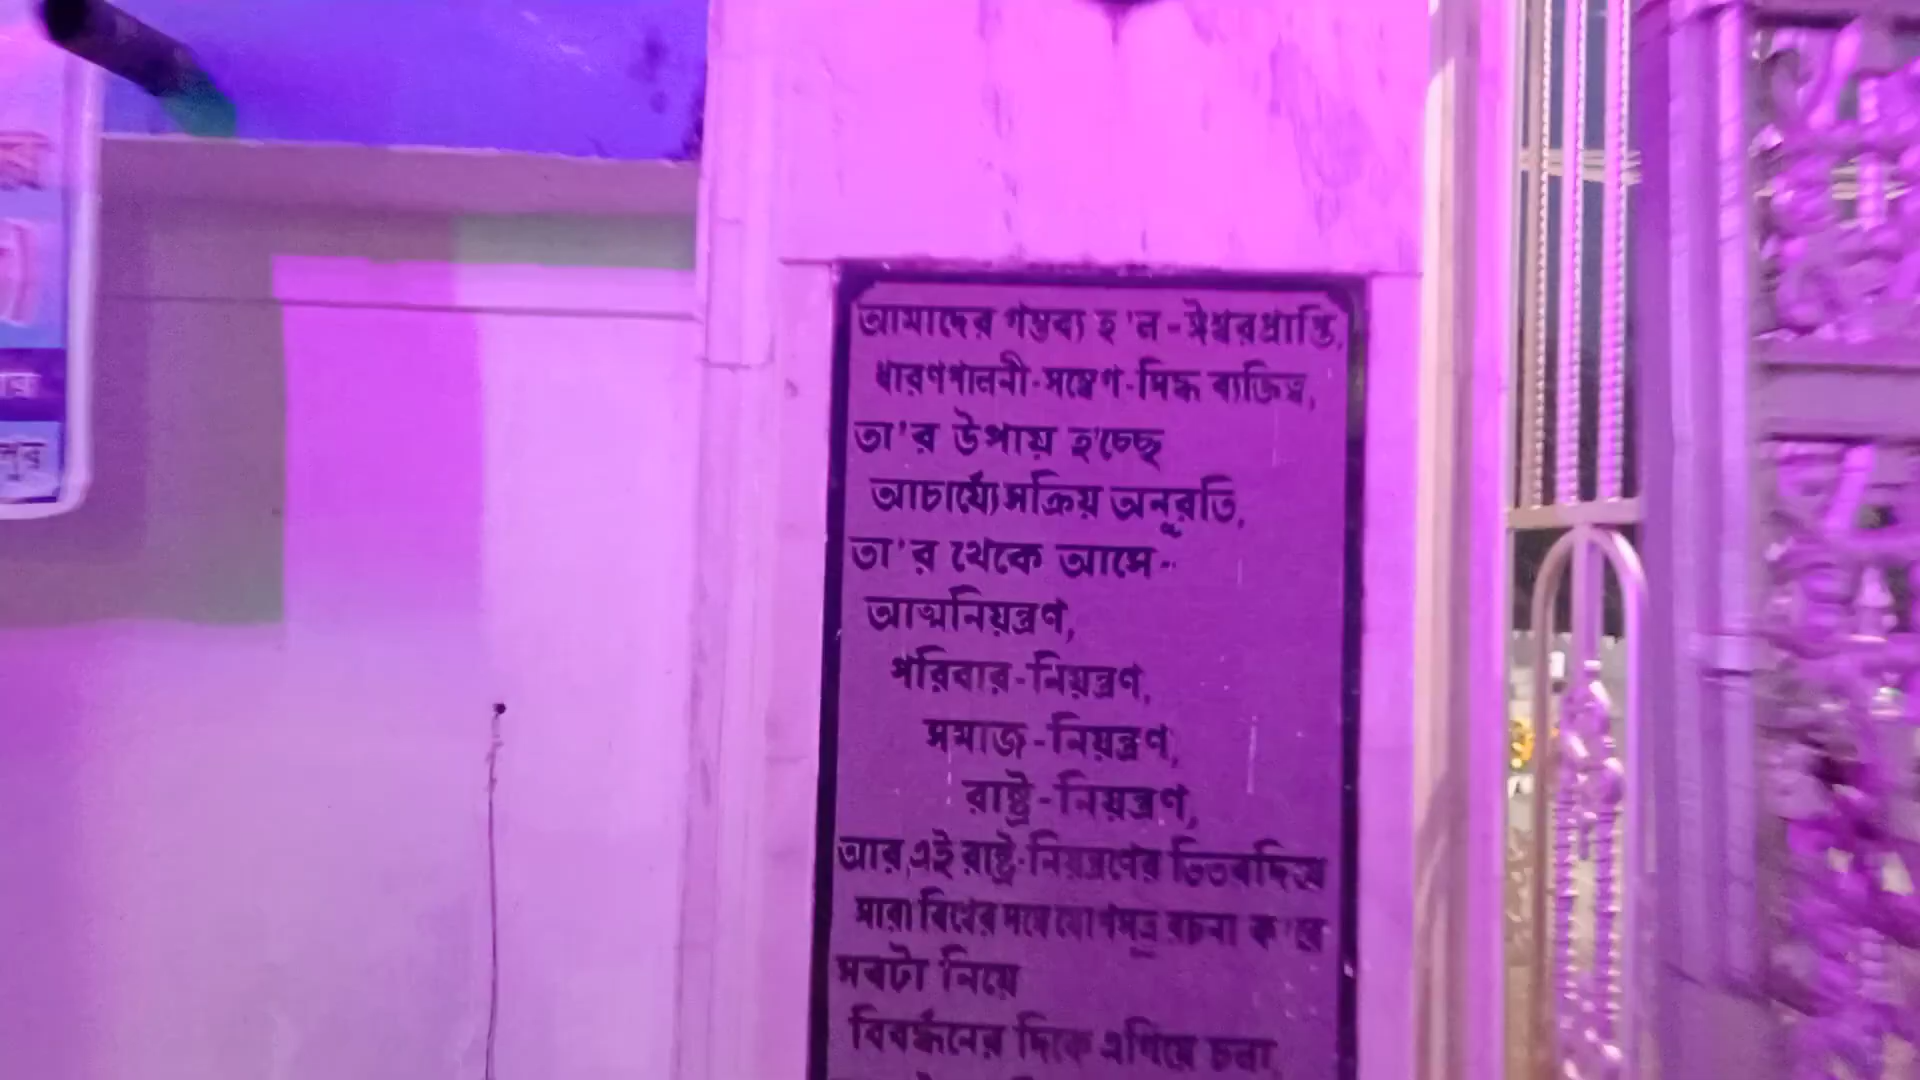 আমাদের গন্তব্য হ'ল-ঈশ্বরপ্রাপ্তি,
ধারণপালনী-সম্বেগ-সিদ্ধ ব্যক্তিত্ব,
তা'র উপায় হ'চ্ছে
আচার্য্যে সক্রিয় অনুরতি,
তা'র থেকে আসে--
আত্মনিয়ন্ত্রণ,
পরিবার-নিয়ন্ত্রণ,
সমাজ-নিয়ন্ত্রণ,
রাষ্ট্র-নিয়ন্ত্রণ,
আর,এই রাষ্ট্র-নিয়ন্ত্রণের ভিতরদিয়ে
সারা বিশ্বের সঙ্গে যোগসূত্র রচনা ক'রে
সবটা নিয়ে
বিবর্দ্ধনের দিকে এগিয়ে চলা